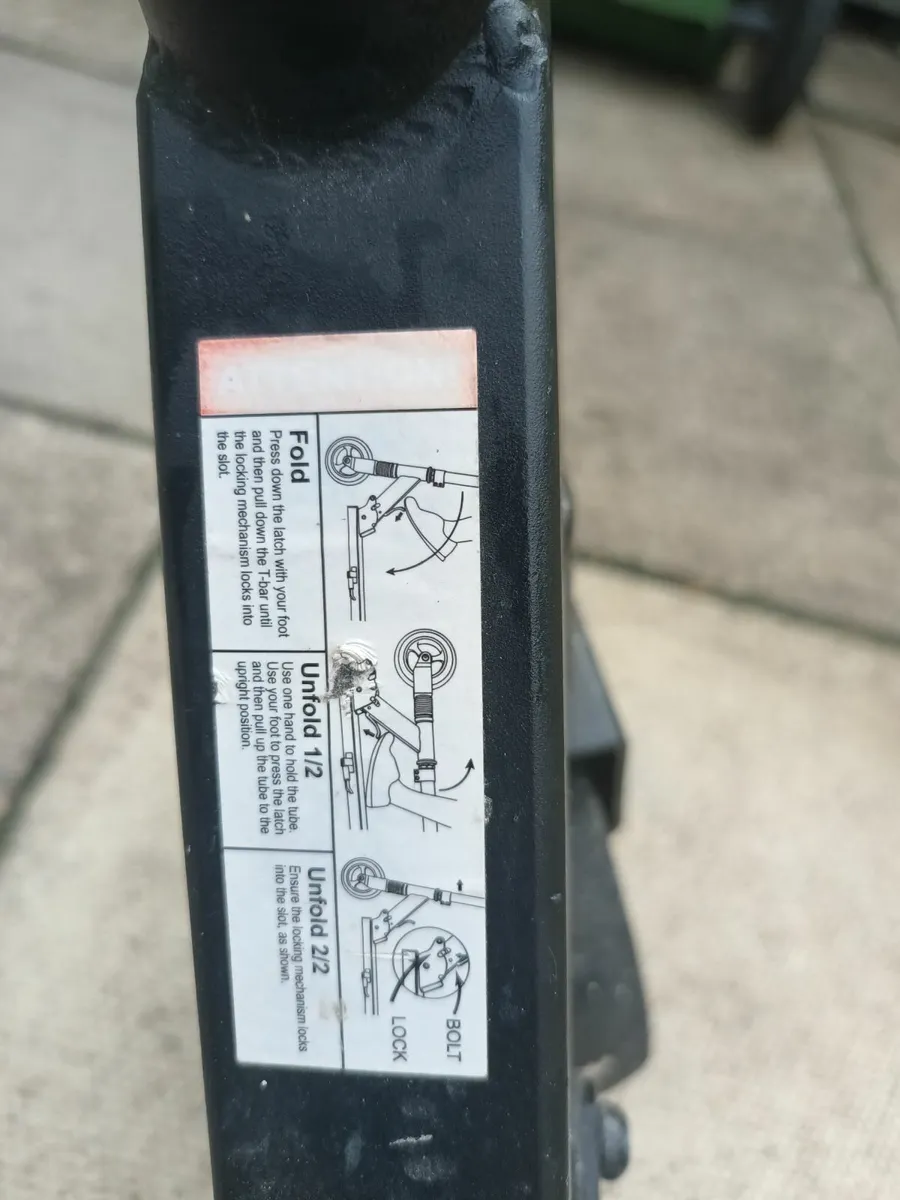 Fold
Press down the latch with your foot
and then pull down the T-bar until
the locking mechanism locks into
the slot.
Unfold 1/2
Use one hand to hold the tube.
Use your foot to press the latch
and then pull up the tube to the
upright position.
Unfold 2/2
Ensure the locking mechanism locks
into the slot, as shown.
BOLT
LOCK